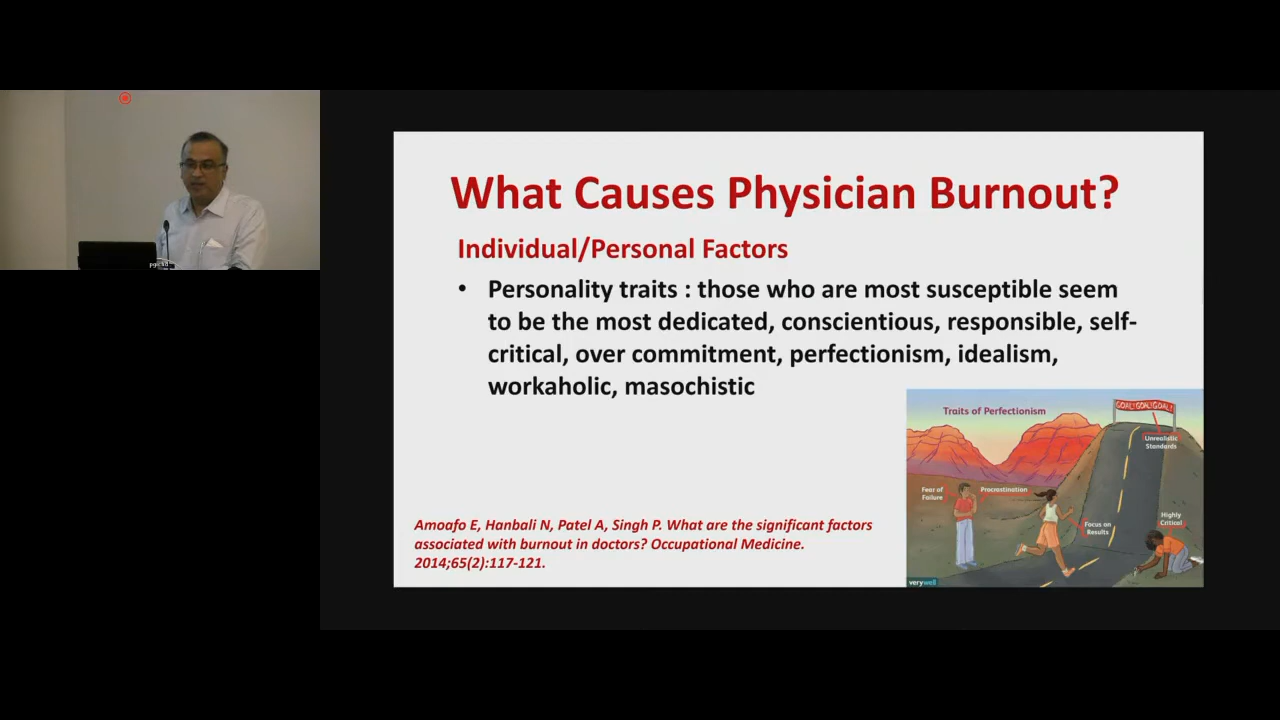 What Causes Physician Burnout?
Individual/Personal Factors
• Personality traits : those who are most susceptible seem
to be the most dedicated, conscientious, responsible, self-
critical, over commitment, perfectionism, idealism,
workaholic, masochistic
Traits of Perfectionism
GOAL! GOAL! GOAL!
Unrealistic
Standards
Fear of
Failure
Procrastination
Focus on
Results
Highly
Critical
verywell
Amoafo E, Hanbali N, Patel A, Singh P. What are the significant factors
associated with burnout in doctors? Occupational Medicine.
2014;65(2):117-121.